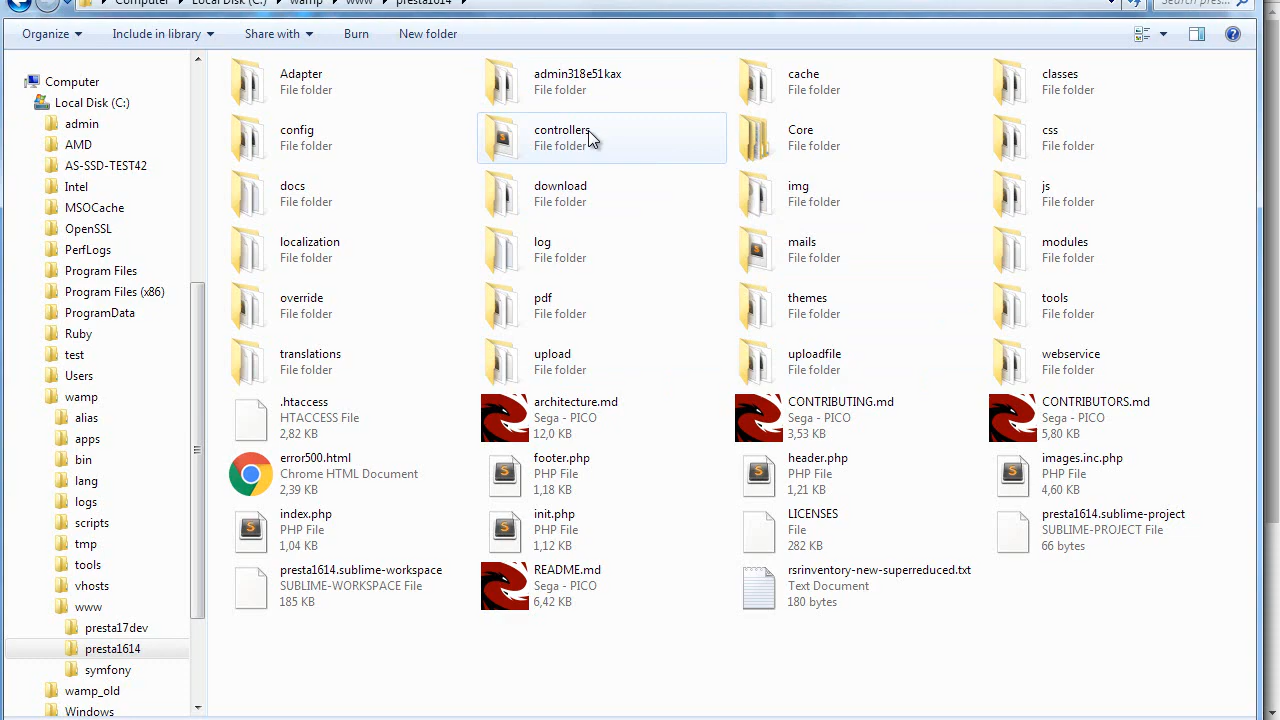 Computer Local Disk (C:) wamp www presta1614
Search pres...
Organize Include in library Share with Burn New folder
Computer
Local Disk (C:)
admin
AMD
AS-SSD-TEST42
Intel
MSOCache
OpenSSL
PerfLogs
Program Files
Program Files (x86)
ProgramData
Ruby
test
Users
wamp
alias
apps
bin
lang
logs
scripts
tmp
tools
vhosts
www
presta17dev
presta1614
symfony
wamp_old
Windows
Adapter
File folder
admin318e51kax
File folder
cache
File folder
classes
File folder
config
File folder
controllers
File folder
Core
File folder
css
File folder
docs
File folder
download
File folder
img
File folder
js
File folder
localization
File folder
log
File folder
mails
File folder
modules
File folder
override
File folder
pdf
File folder
themes
File folder
tools
File folder
translations
File folder
upload
File folder
uploadfile
File folder
webservice
File folder
.htaccess
HTACCESS File
2,82 KB
architecture.md
Sega - PICO
12,0 KB
CONTRIBUTING.md
Sega - PICO
3,53 KB
CONTRIBUTORS.md
Sega - PICO
5,80 KB
error500.html
Chrome HTML Document
2,39 KB
footer.php
PHP File
1,18 KB
header.php
PHP File
1,21 KB
images.inc.php
PHP File
4,60 KB
index.php
PHP File
1,04 KB
init.php
PHP File
1,12 KB
LICENSES
File
282 KB
presta1614.sublime-project
SUBLIME-PROJECT File
66 bytes
presta1614.sublime-workspace
SUBLIME-WORKSPACE File
185 KB
README.md
Sega - PICO
6,42 KB
rsrinventory-new-superreduced.txt
Text Document
180 bytes